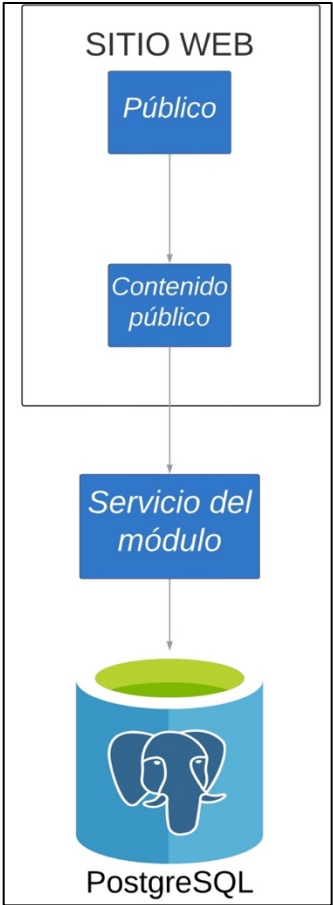 SITIO WEB
Público
Contenido
público
Servicio del
módulo
PostgreSQL